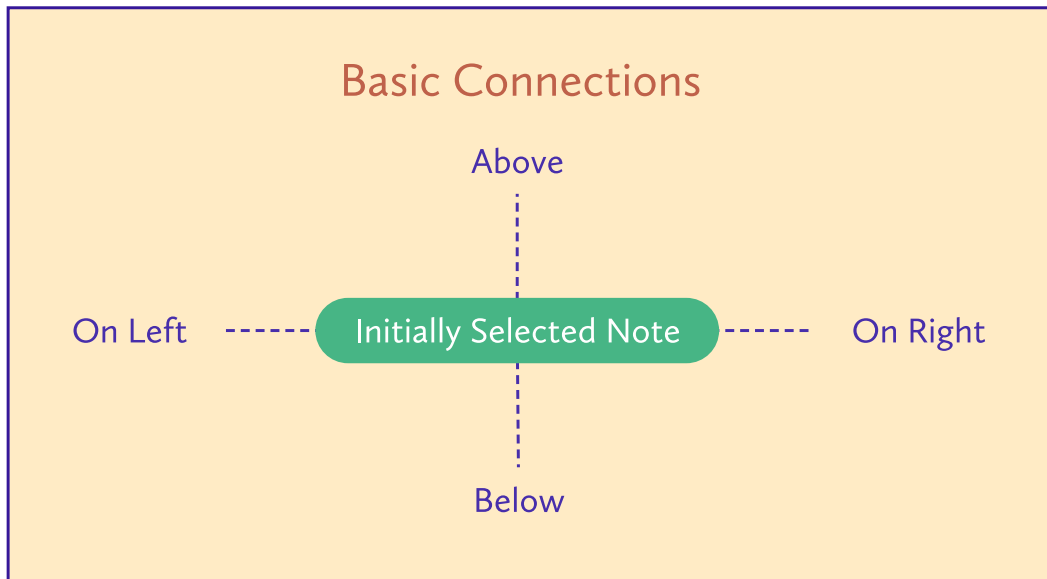 Basic Connections
Above
On Left
Initially Selected Note
On Right
Below